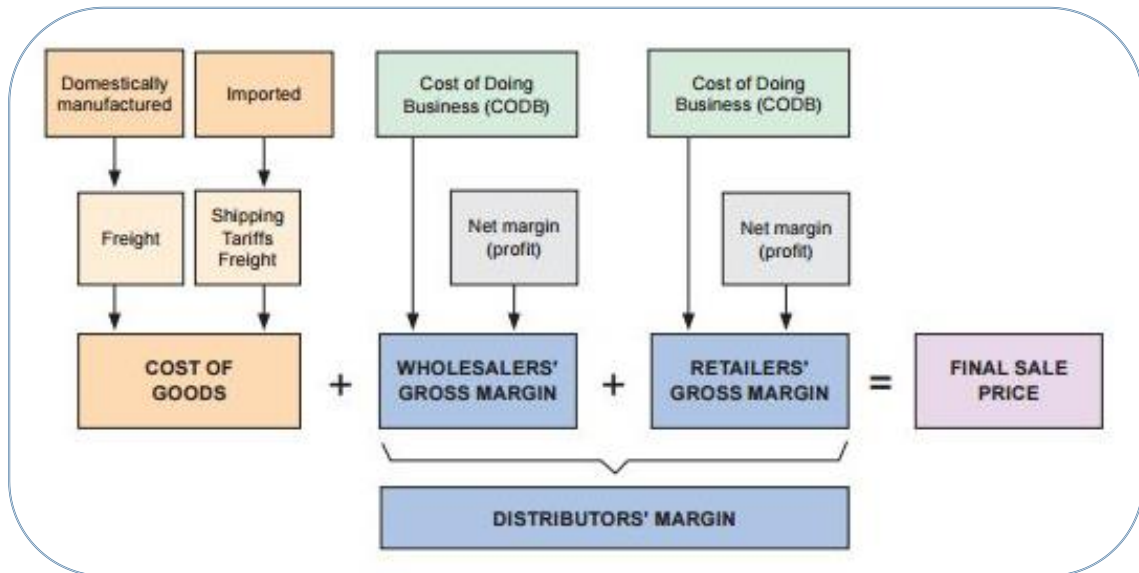 Domestically
manufactured
Imported
Cost of Doing
Business (CODB)
Cost of Doing
Business (CODB)
Freight
Shipping
Tariffs
Freight
Net margin
(profit)
Net margin
(profit)
COST OF
GOODS
+
WHOLESALERS'
GROSS MARGIN
+
RETAILERS'
GROSS MARGIN
=
FINAL SALE
PRICE
DISTRIBUTORS' MARGIN